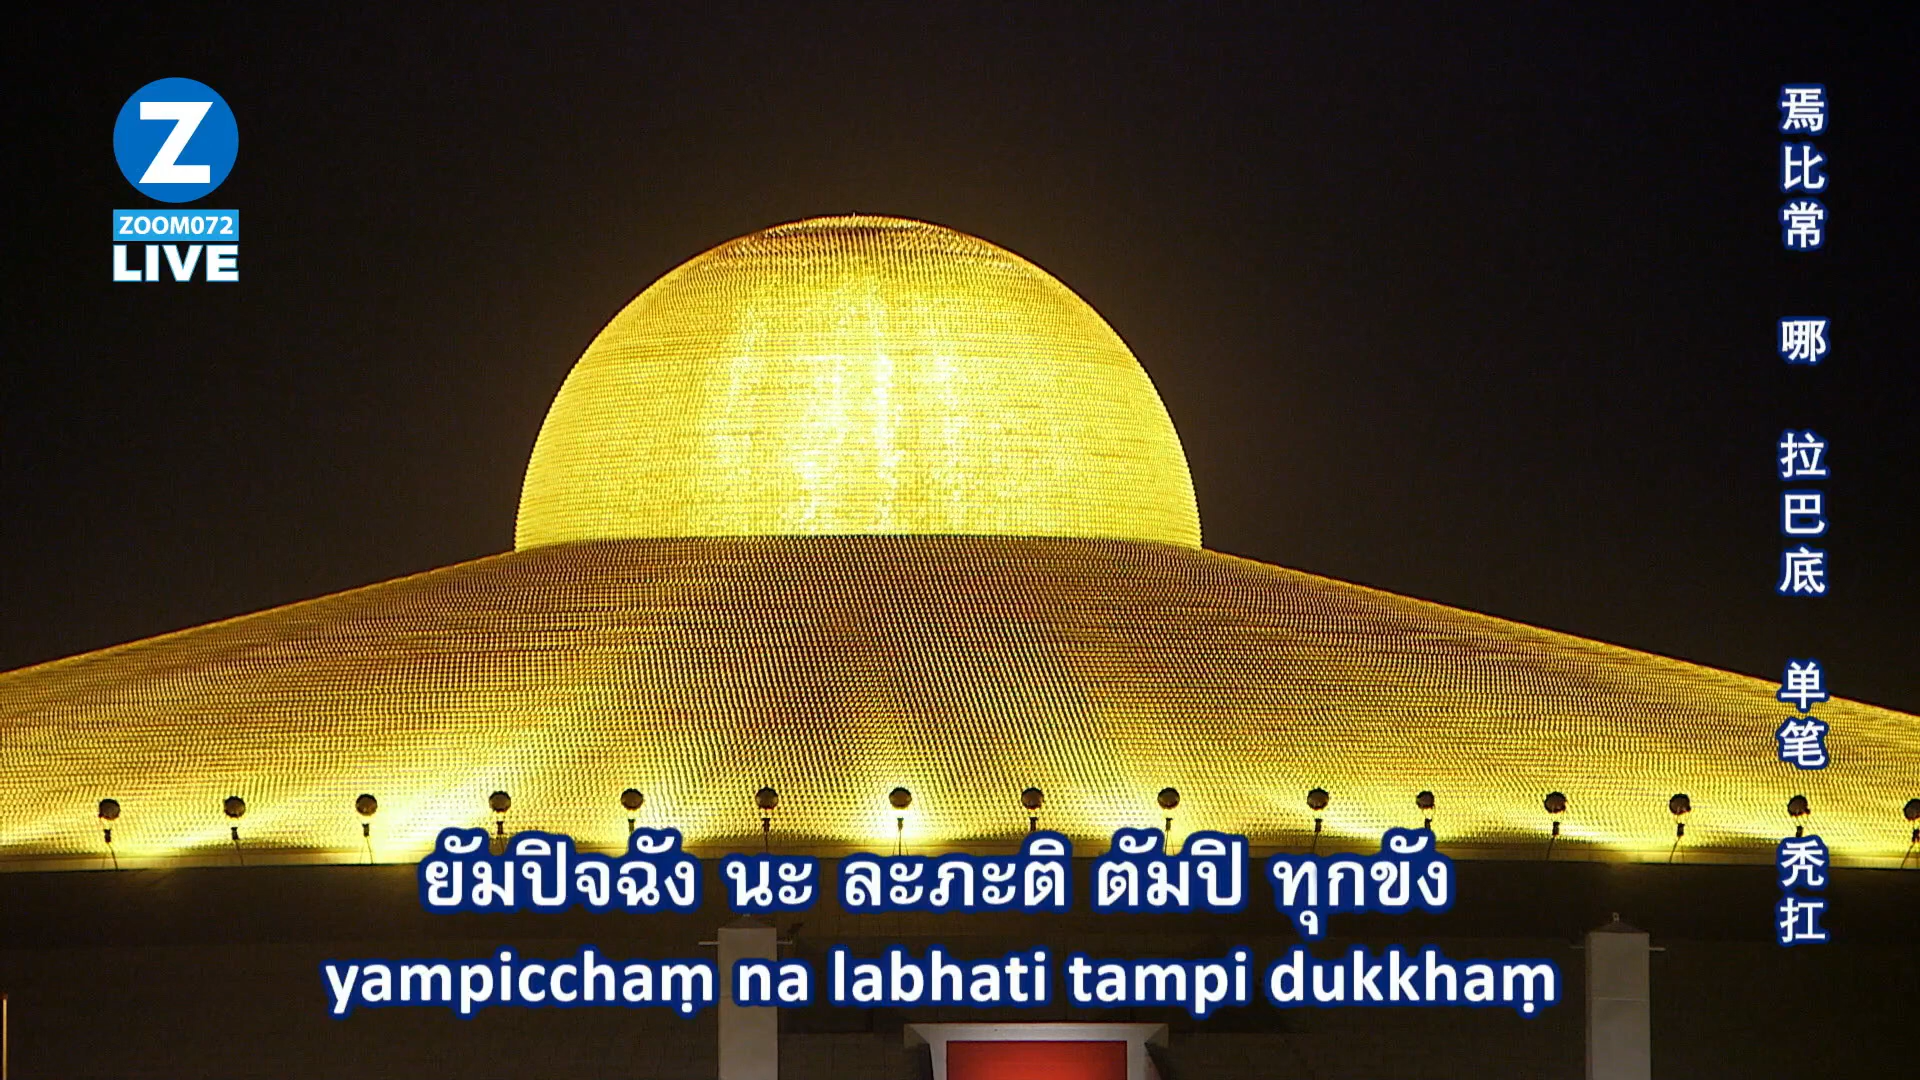 Z
ZOOM072
LIVE
焉比常 哪 拉巴底 单笔 秃扛
ยัมปิจฉัง นะ ละภะติ ตัมปิ ทุกขัง
yampicchaṃ na labhati tampi dukkhaṃ